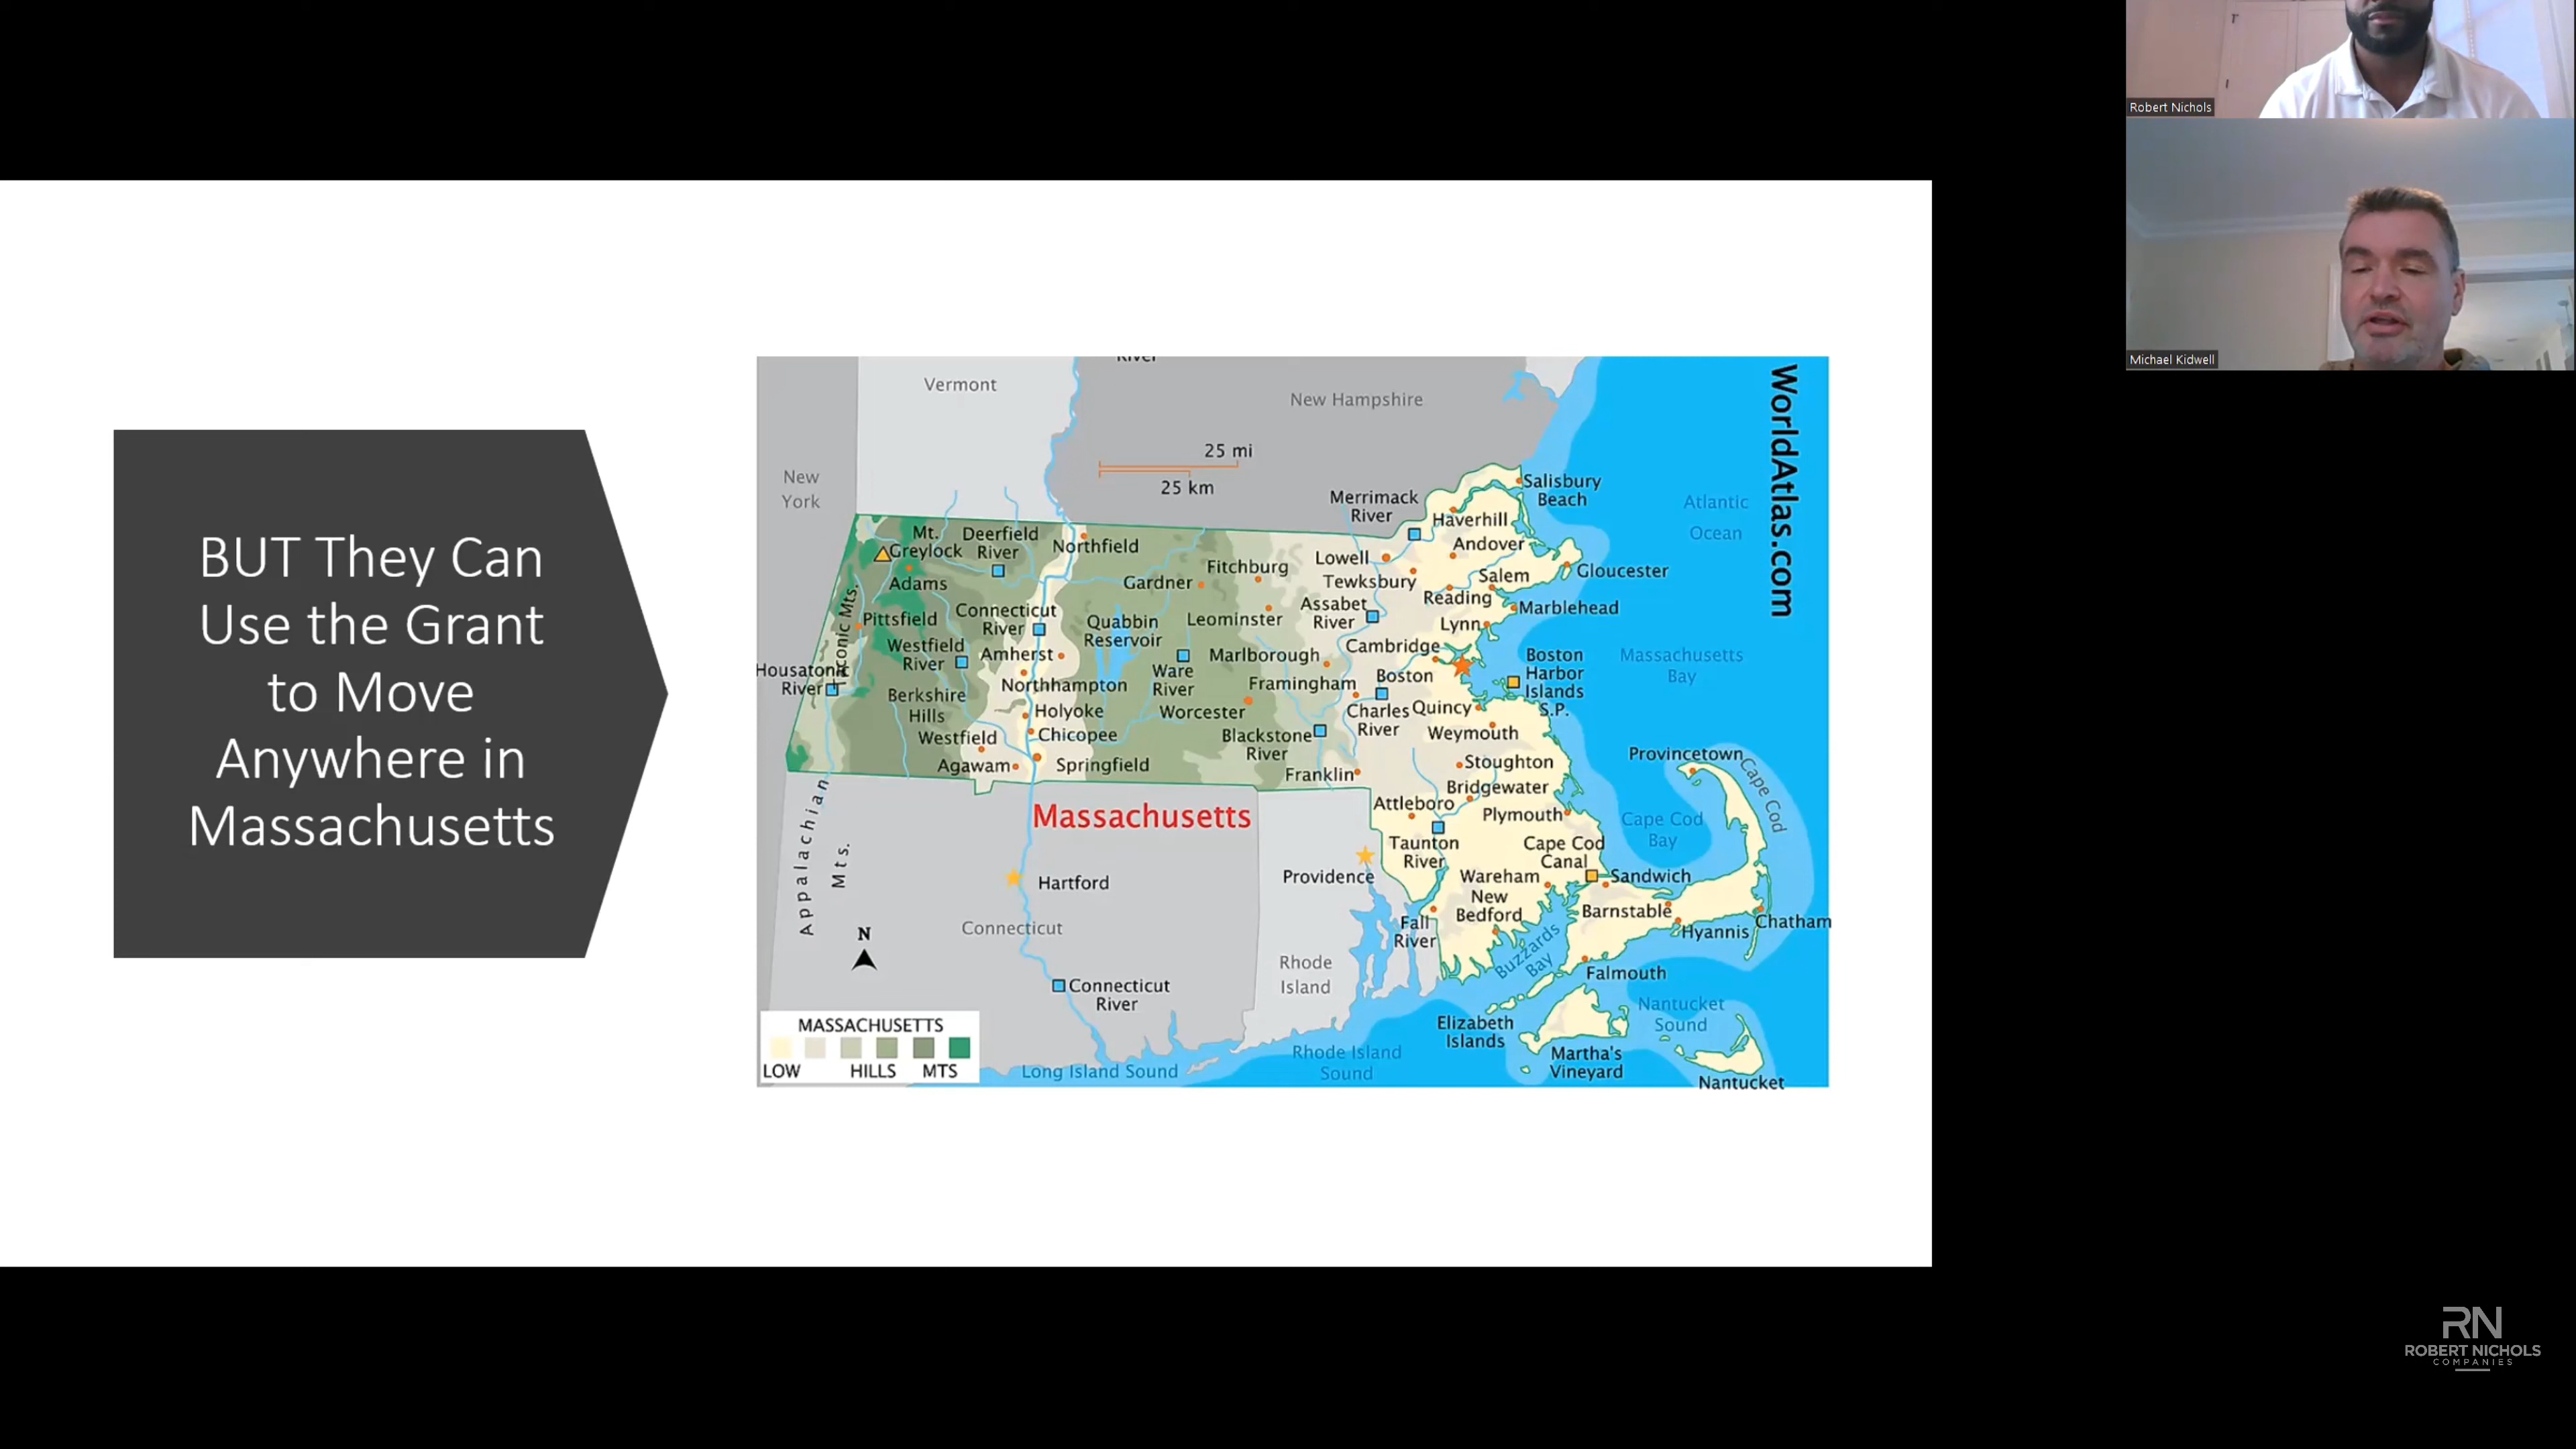 BUT They Can
Use the Grant
to Move
Anywhere in
Massachusetts
River
Vermont
New Hampshire
New
York
25 mi
25 km
WorldAtlas.com
Merrimack
River
Salisbury
Beach
Haverhill
Atlantic
Ocean
Mt.
Greylock
Deerfield
River
Northfield
Andover
Lowell
Fitchburg
Gardner
Tewksbury
Salem
Gloucester
Adams
Reading
Marblehead
Assabet
River
Taconic Mts.
Pittsfield
Connecticut
River
Quabbin
Reservoir
Leominster
Lynn
Westfield
River
Amherst
Marlborough
Cambridge
Boston
Boston
Harbor
Islands
S.P.
Massachusetts
Bay
Housatonic
River
Berkshire
Hills
Northhampton
Ware
River
Framingham
Holyoke
Worcester
Charles
River
Quincy
Chicopee
Weymouth
Westfield
Blackstone
River
Agawam
Springfield
Franklin
Stoughton
Provincetown
Cape Cod
Bridgewater
Attleboro
Plymouth
Massachusetts
Cape Cod
Bay
Taunton
River
Cape Cod
Canal
Appalachian
Mts.
Hartford
Providence
Wareham
Sandwich
New
Bedford
Barnstable
Chatham
Hyannis
Fall
River
Connecticut
N
Buzzards
Bay
Rhode
Island
Falmouth
Connecticut
River
Nantucket
Sound
Elizabeth
Islands
Martha's
Vineyard
Nantucket
Rhode Island
Sound
Long Island Sound
MASSACHUSETTS
LOW HILLS MTS
Robert Nichols
Michael Kidwell
RN
ROBERT NICHOLS
COMPANIES